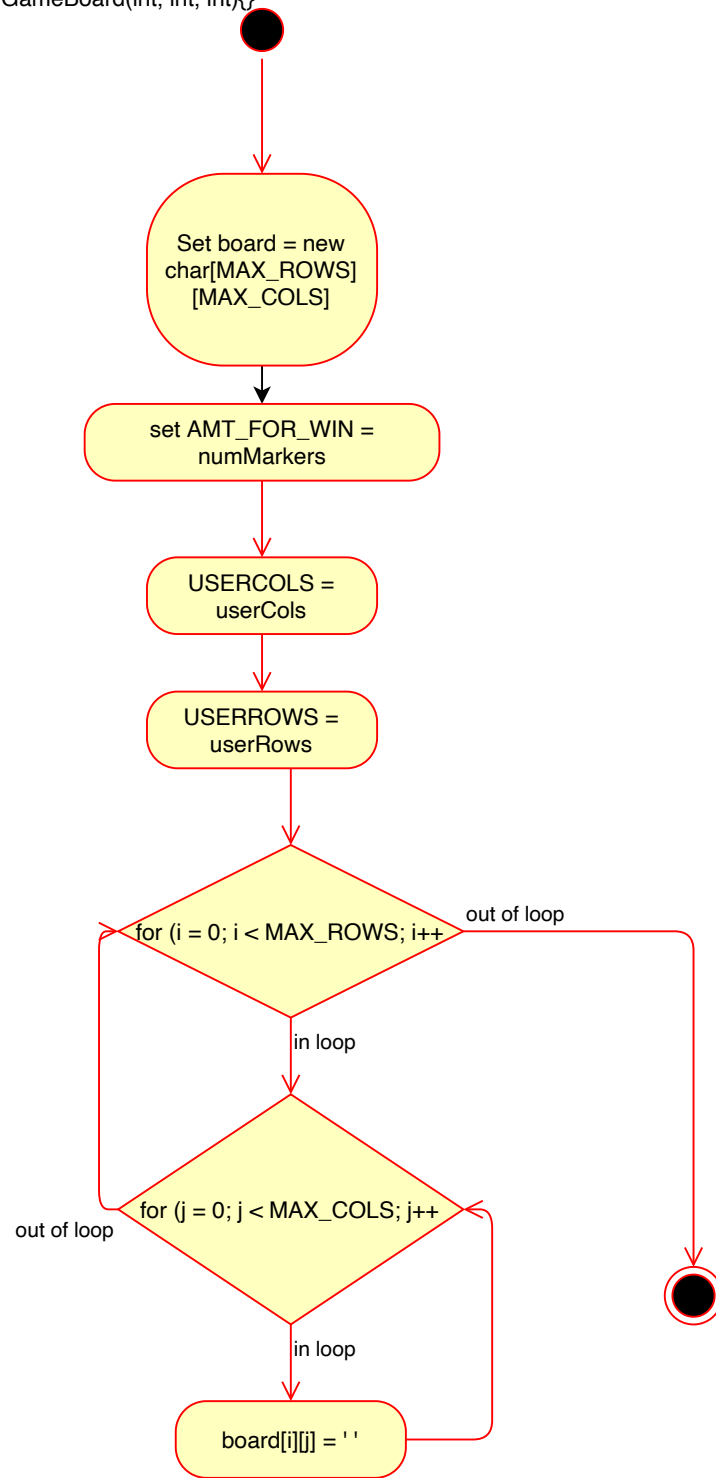 GameBoard(int, int, int){}
Set board = new
char[MAX_ROWS]
[MAX_COLS]
set AMT_FOR_WIN =
numMarkers
USERCOLS =
userCols
USERROWS =
userRows
for (i = 0; i < MAX_ROWS; i++
out of loop
in loop
for (j = 0; j < MAX_COLS; j++
out of loop
in loop
board[i][j] = ' '